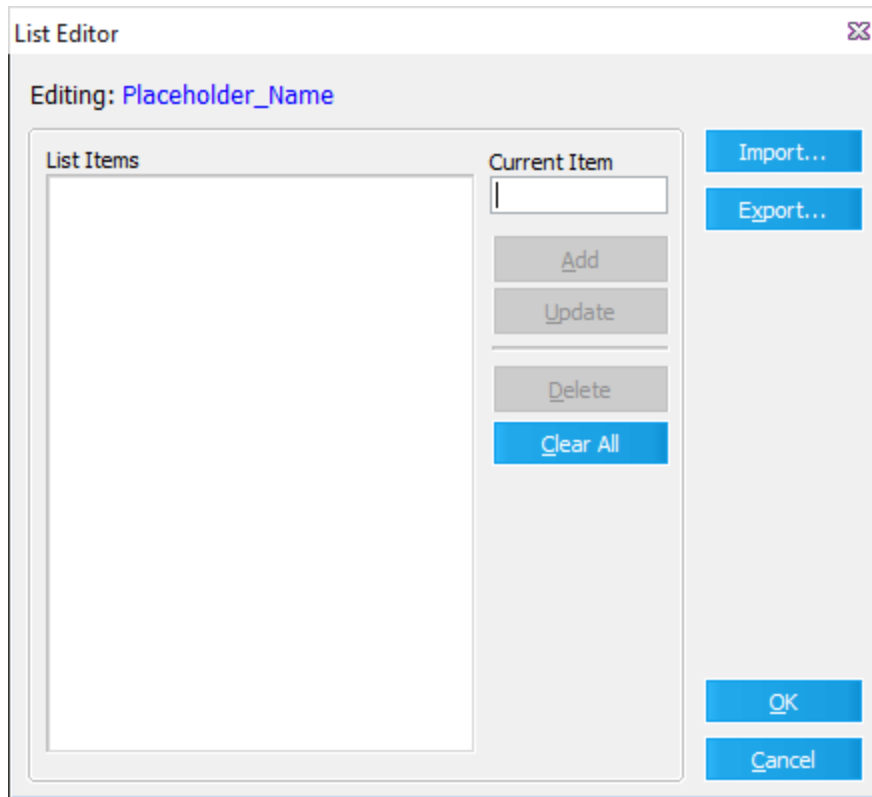 List Editor
Editing: Placeholder_Name
List Items
Current Item
Add
Update
Delete
Clear All
Import...
Export...
OK
Cancel